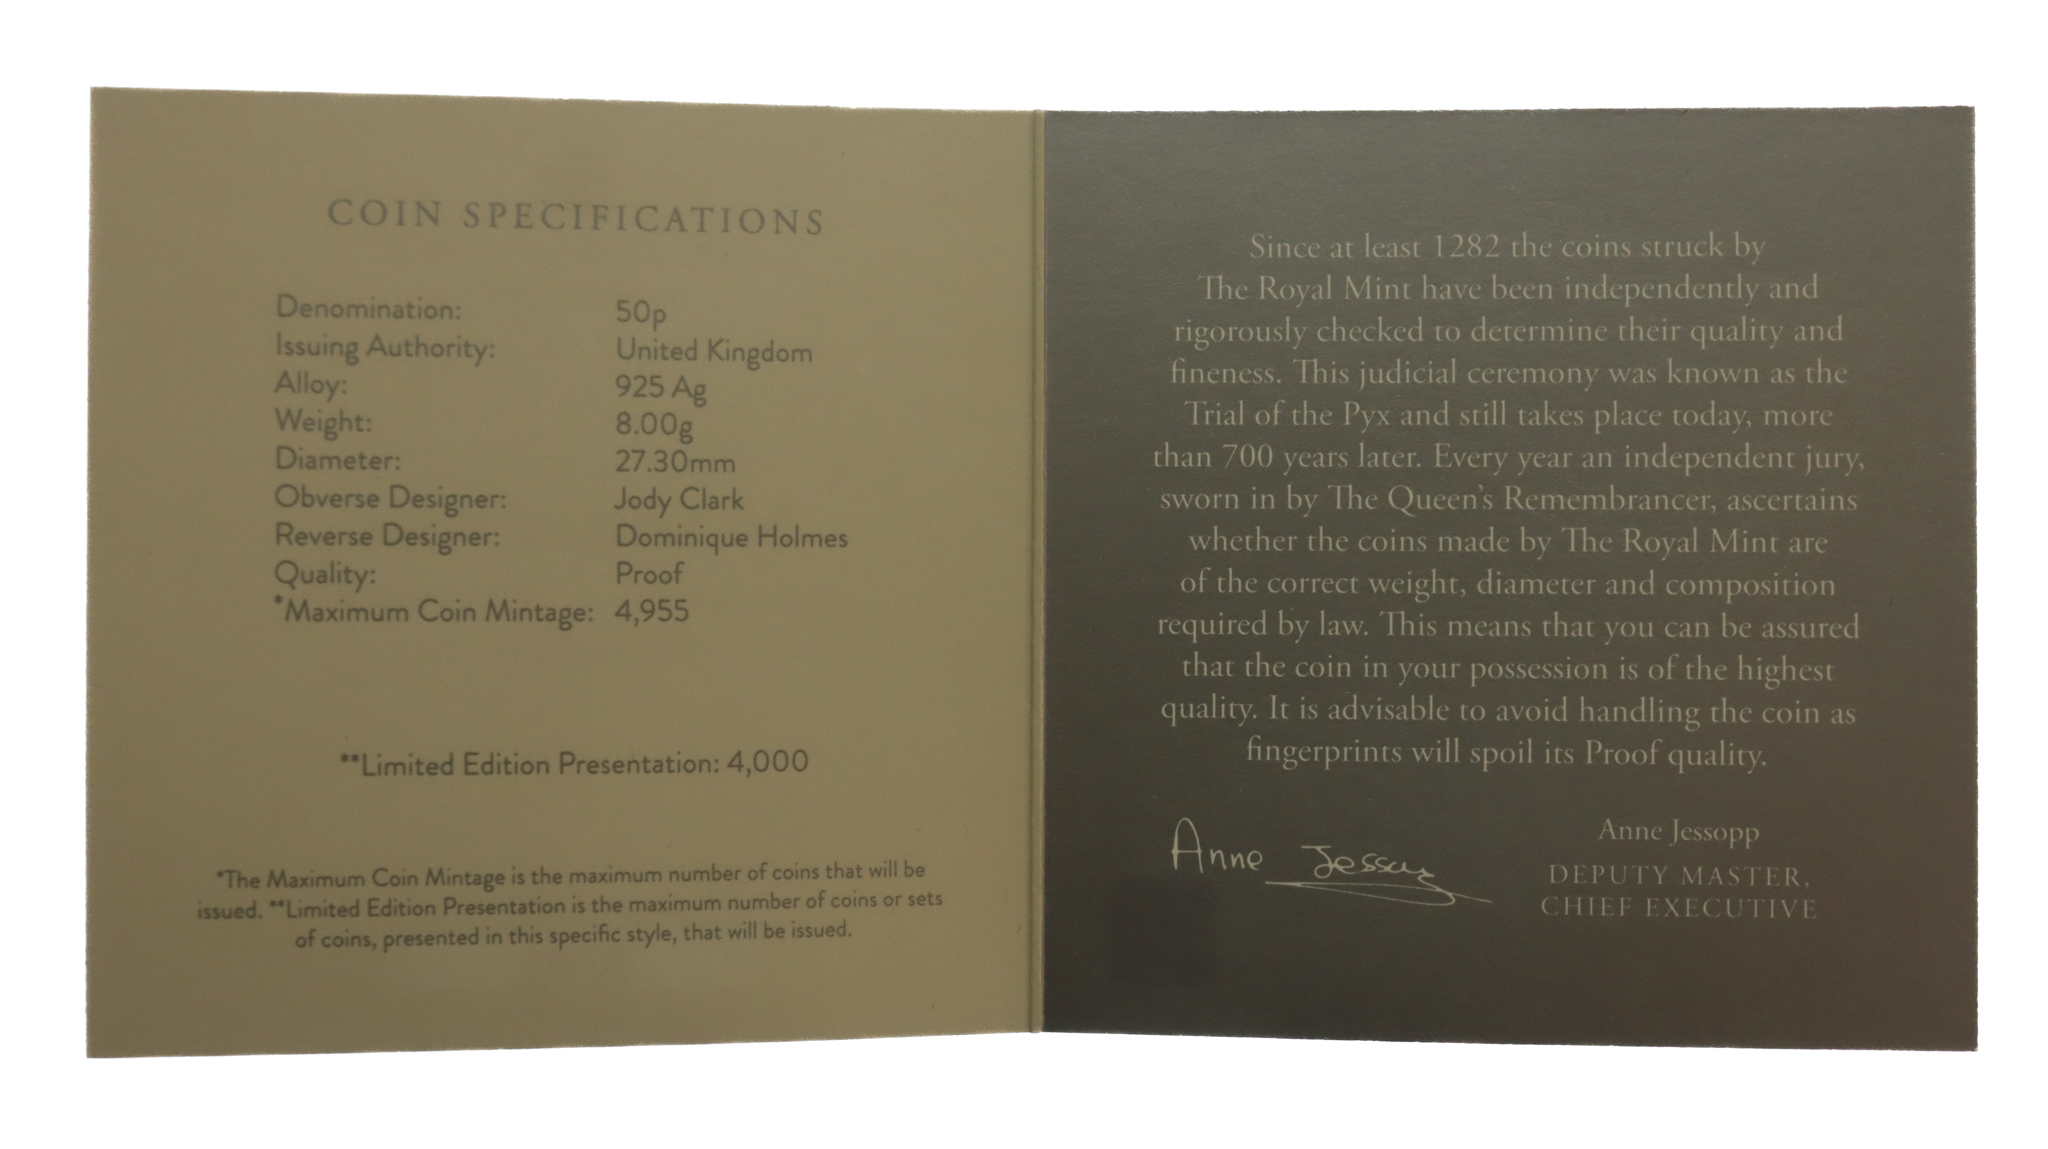 COIN SPECIFICATIONS
Denomination: 50p
Issuing Authority: United Kingdom
Alloy: 925 Ag
Weight: 8.00g
Diameter: 27.30mm
Obverse Designer: Jody Clark
Reverse Designer: Dominique Holmes
Quality: Proof
*Maximum Coin Mintage: 4,955
**Limited Edition Presentation: 4,000
*The Maximum Coin Mintage is the maximum number of coins that will be
issued. **Limited Edition Presentation is the maximum number of coins or sets
of coins, presented in this specific style, that will be issued.
Since at least 1282 the coins struck by
The Royal Mint have been independently and
rigorously checked to determine their quality and
fineness. This judicial ceremony was known as the
Trial of the Pyx and still takes place today, more
than 700 years later. Every year an independent jury,
sworn in by The Queen's Remembrancer, ascertains
whether the coins made by The Royal Mint are
of the correct weight, diameter and composition
required by law. This means that you can be assured
that the coin in your possession is of the highest
quality. It is advisable to avoid handling the coin as
fingerprints will spoil its Proof quality.
Anne Jessopp
Anne Jessopp
DEPUTY MASTER,
CHIEF EXECUTIVE